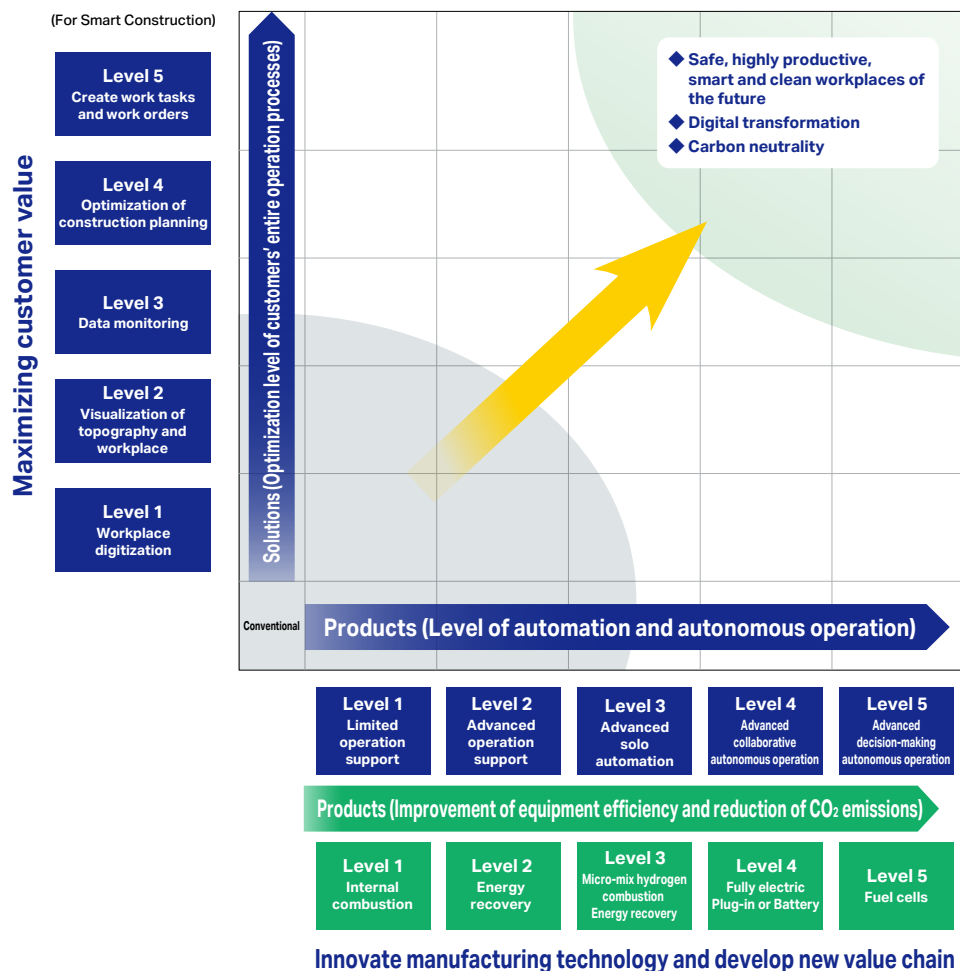 (For Smart Construction)
Maximizing customer value
Level 5
Create work tasks
and work orders
Level 4
Optimization of
construction planning
Level 3
Data monitoring
Level 2
Visualization of
topography and
workplace
Level 1
Workplace
digitization
Solutions (Optimization level of customers' entire operation processes)
◆ Safe, highly productive,
smart and clean workplaces of
the future
◆ Digital transformation
◆ Carbon neutrality
Conventional
Products (Level of automation and autonomous operation)
Level 1
Limited
operation
support
Level 2
Advanced
operation
support
Level 3
Advanced
solo
automation
Level 4
Advanced
collaborative
autonomous operation
Level 5
Advanced
decision-making
autonomous operation
Products (Improvement of equipment efficiency and reduction of CO₂ emissions)
Level 1
Internal
combustion
Level 2
Energy
recovery
Level 3
Micro-mix hydrogen
combustion
Energy recovery
Level 4
Fully electric
Plug-in or Battery
Level 5
Fuel cells
Innovate manufacturing technology and develop new value chain